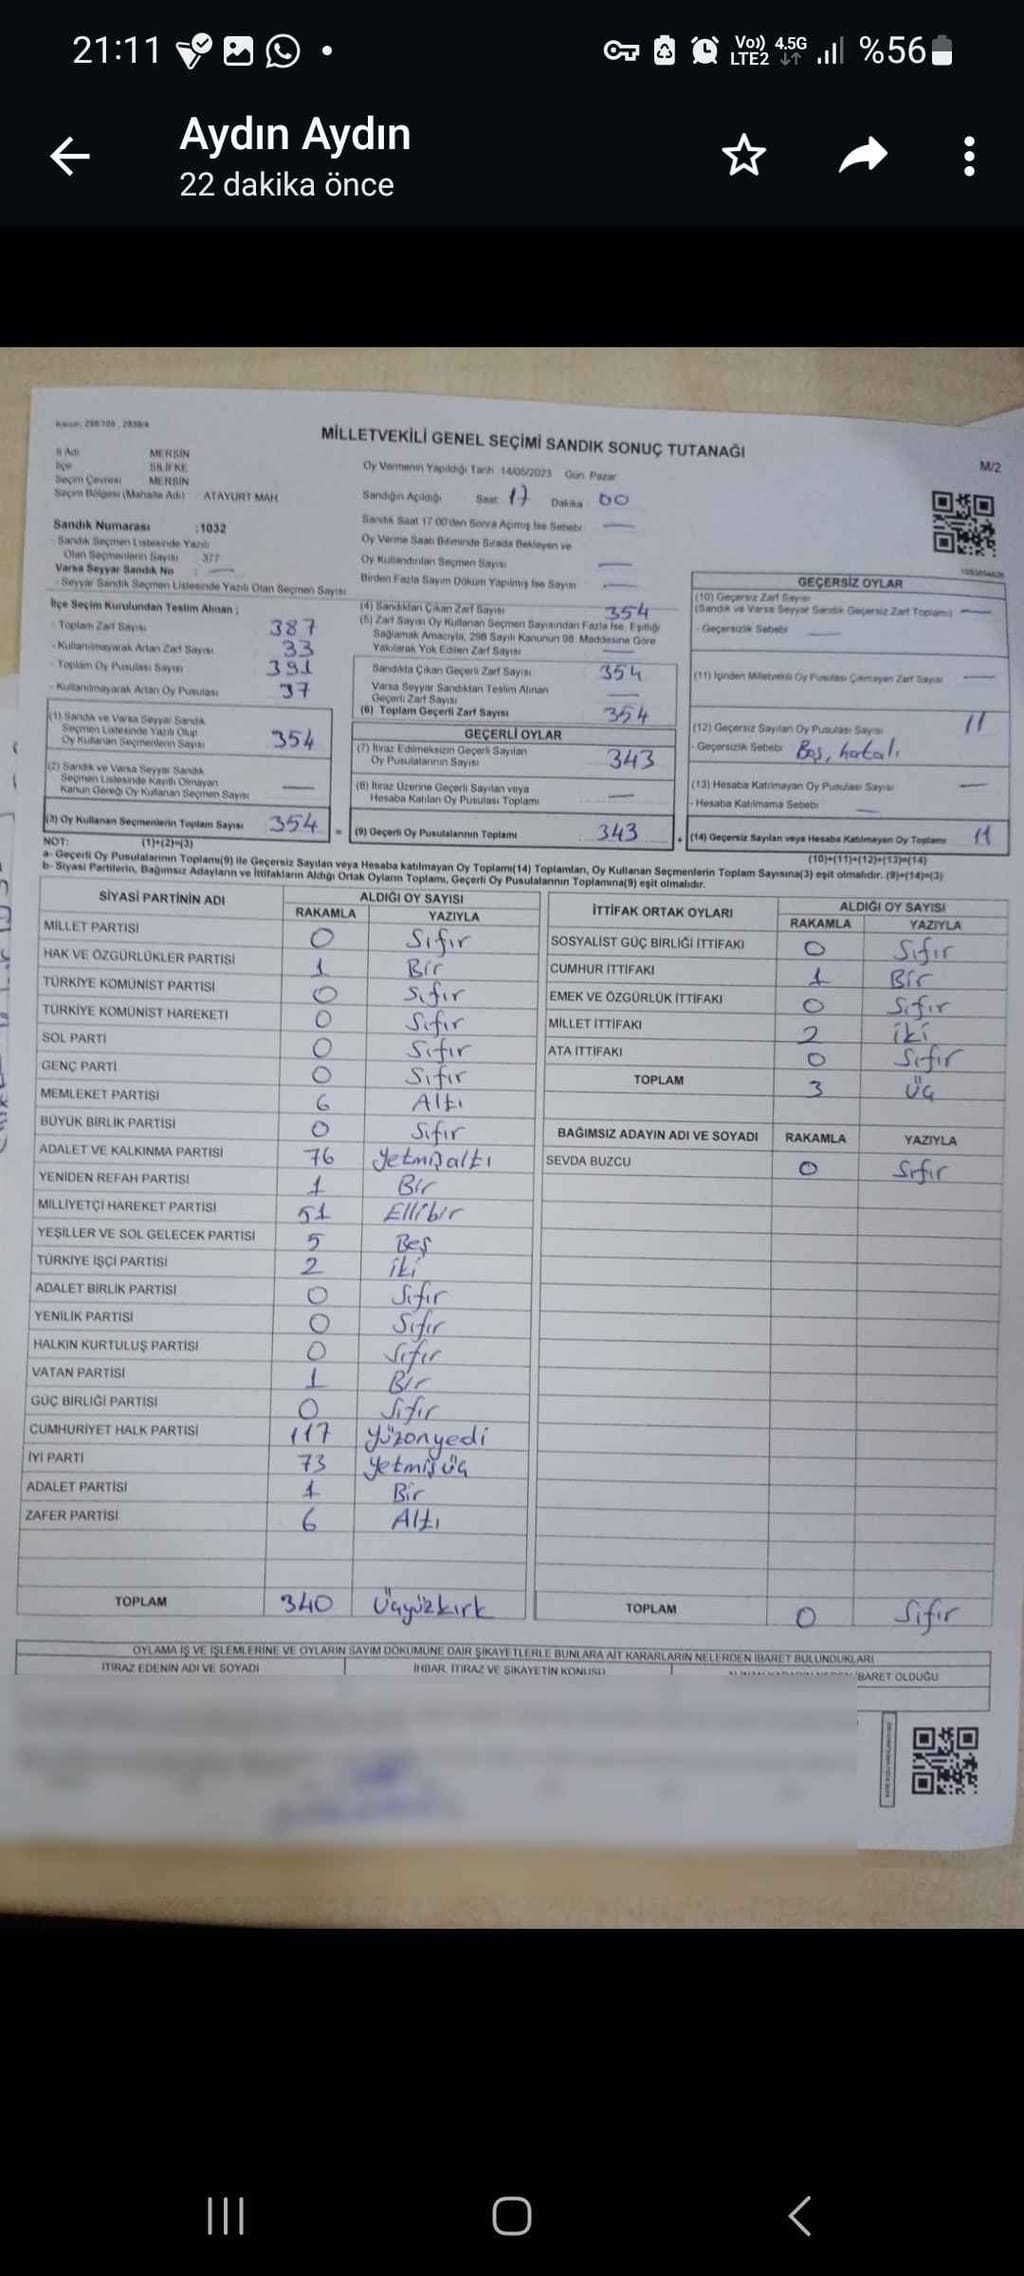 21:11
Vo)) LTE2 4.5G %56
Aydın Aydın
22 dakika önce
MİLLETVEKİLİ GENEL SEÇİMİ SANDIK SONUÇ TUTANAĞI
M/2
İli Adı MERSİN
İlçe SİLİFKE
Seçim Çevresi MERSİN
Seçim Bölgesi (Mahalle Adı) ATAYURT MAH
Oy Vermenin Yapıldığı Tarih 14/05/2023 Gün Pazar
Sandığın Açıldığı Saat 17 Dakika 00
Sandık Saat 17 00'den Sonra Açımış İse Sebebi —
Oy Verme Saati Bitiminde Sırada Bekleyen ve
Oy Kullandırılan Seçmen Sayısı —
Birden Fazla Sayım Döküm Yapılmış İse Sayısı —
Sandık Numarası :1032
- Sandık Seçmen Listesinde Yazılı
Olan Seçmenlerin Sayısı 377
Varsa Seyyar Sandık No : —
- Seyyar Sandık Seçmen Listesinde Yazılı Olan Seçmen Sayısı
İlçe Seçim Kurulundan Teslim Alınan :
- Toplam Zarf Sayısı 387
- Kullanılmayarak Artan Zarf Sayısı 33
- Toplam Oy Pusulası Sayısı 391
- Kullanılmayarak Artan Oy Pusulası 37
(1) Sandık ve Varsa Seyyar Sandık
Seçmen Listesinde Yazılı Olup
Oy Kullanan Seçmenlerin Sayısı 354
(2) Sandık ve Varsa Seyyar Sandık
Seçmen Listesinde Kayıtlı Olmayan
Kanun Gereği Oy Kullanan Seçmen Sayısı —
(3) Oy Kullanan Seçmenlerin Toplam Sayısı 354
(4) Sandıktan Çıkan Zarf Sayısı 354
(5) Zarf Sayısı Oy Kullanan Seçmen Sayısından Fazla İse, Eşitliği
Sağlamak Amacıyla, 298 Sayılı Kanunun 98. Maddesine Göre
Yakılarak Yok Edilen Zarf Sayısı —
Sandıkta Çıkan Geçerli Zarf Sayısı 354
Varsa Seyyar Sandıktan Teslim Alınan
Geçerli Zarf Sayısı —
(6) Toplam Geçerli Zarf Sayısı 354
GEÇERLİ OYLAR
(7) İtiraz Edilmeksizin Geçerli Sayılan
Oy Pusulalarının Sayısı 343
(8) İtiraz Üzerine Geçerli Sayılan veya
Hesaba Katılan Oy Pusulası Toplamı —
= (9) Geçerli Oy Pusulalarının Toplamı 343
GEÇERSİZ OYLAR
(10) Geçersiz Zarf Sayısı
(Sandık ve Varsa Seyyar Sandık Geçersiz Zarf Toplamı) —
- Geçersizlik Sebebi —
(11) İçinden Milletvekili Oy Pusulası Çıkmayan Zarf Sayısı —
(12) Geçersiz Sayılan Oy Pusulası Sayısı 11
- Geçersizlik Sebebi Boş, hatalı
(13) Hesaba Katılmayan Oy Pusulası Sayısı —
- Hesaba Katılmama Sebebi —
+ (14) Geçersiz Sayılan veya Hesaba Katılmayan Oy Toplamı 11
NOT: (1)+(2)=(3) (10)+(11)+(12)+(13)=(14)
a- Geçerli Oy Pusulalarının Toplamı(9) ile Geçersiz Sayılan veya Hesaba katılmayan Oy Toplamı(14) Toplamları, Oy Kullanan Seçmenlerin Toplam Sayısına(3) eşit olmalıdır. (9)+(14)=(3)
b- Siyasi Partilerin, Bağımsız Adayların ve İttifakların Aldığı Ortak Oyların Toplamı, Geçerli Oy Pusulalarının Toplamına(9) eşit olmalıdır.
SİYASİ PARTİNİN ADI ALDIĞI OY SAYISI
RAKAMLA YAZIYLA
MİLLET PARTİSİ 0 Sıfır
HAK VE ÖZGÜRLÜKLER PARTİSİ 1 Bir
TÜRKİYE KOMÜNİST PARTİSİ 0 Sıfır
TÜRKİYE KOMÜNİST HAREKETİ 0 Sıfır
SOL PARTİ 0 Sıfır
GENÇ PARTİ 0 Sıfır
MEMLEKET PARTİSİ 6 Altı
BÜYÜK BİRLİK PARTİSİ 0 Sıfır
ADALET VE KALKINMA PARTİSİ 76 Yetmişaltı
YENİDEN REFAH PARTİSİ 1 Bir
MİLLİYETÇİ HAREKET PARTİSİ 51 Ellibir
YEŞİLLER VE SOL GELECEK PARTİSİ 5 Beş
TÜRKİYE İŞÇİ PARTİSİ 2 İki
ADALET BİRLİK PARTİSİ 0 Sıfır
YENİLİK PARTİSİ 0 Sıfır
HALKIN KURTULUŞ PARTİSİ 0 Sıfır
VATAN PARTİSİ 1 Bir
GÜÇ BİRLİĞİ PARTİSİ 0 Sıfır
CUMHURİYET HALK PARTİSİ 117 Yüzonyedi
İYİ PARTİ 73 Yetmişüç
ADALET PARTİSİ 1 Bir
ZAFER PARTİSİ 6 Altı
TOPLAM 340 Üçyüzkırk
İTTİFAK ORTAK OYLARI ALDIĞI OY SAYISI
RAKAMLA YAZIYLA
SOSYALİST GÜÇ BİRLİĞİ İTTİFAKI 0 Sıfır
CUMHUR İTTİFAKI 1 Bir
EMEK VE ÖZGÜRLÜK İTTİFAKI 0 Sıfır
MİLLET İTTİFAKI 2 İki
ATA İTTİFAKI 0 Sıfır
TOPLAM 3 Üç
BAĞIMSIZ ADAYIN ADI VE SOYADI RAKAMLA YAZIYLA
SEVDA BUZCU 0 Sıfır
TOPLAM 0 Sıfır
OYLAMA İŞ VE İŞLEMLERİNE VE OYLARIN SAYIM DÖKÜMÜNE DAİR ŞİKAYETLERLE BUNLARA AİT KARARLARIN NELERDEN İBARET BULUNDUKLARI
İTİRAZ EDENİN ADI VE SOYADI İHBAR, İTİRAZ VE ŞİKAYETİN KONUSU İBARET OLDUĞU